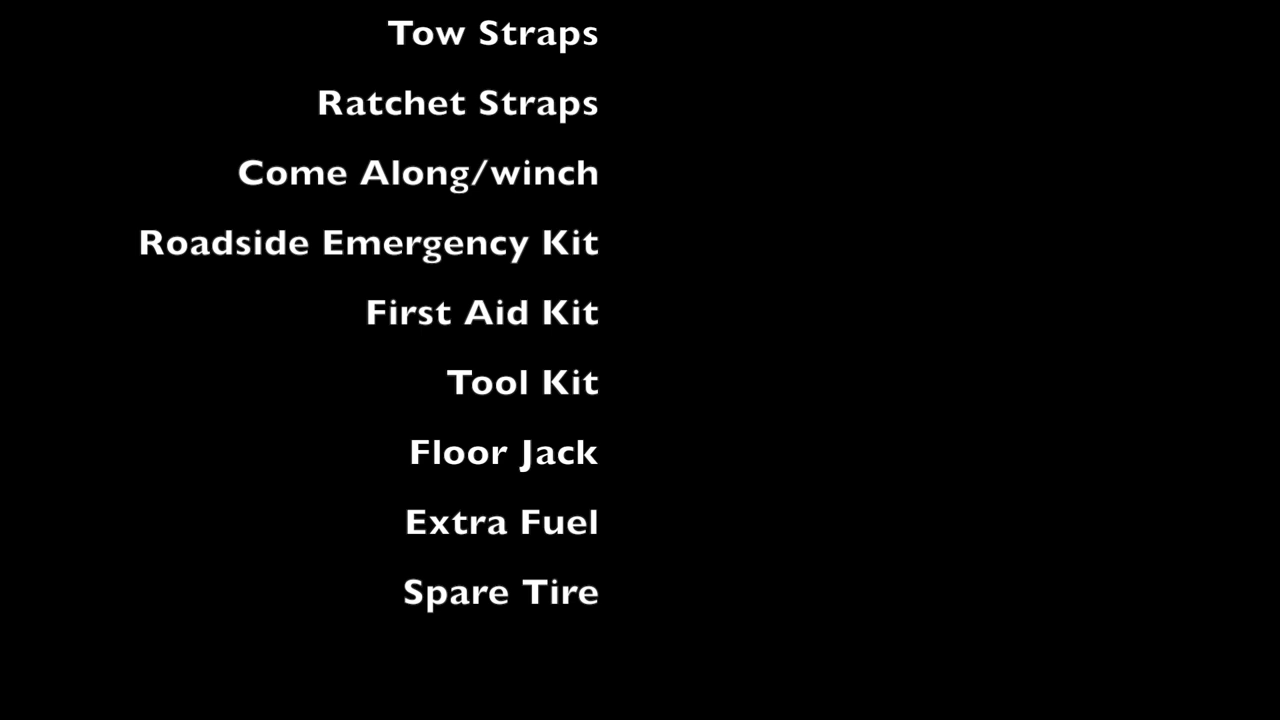 Tow Straps
Ratchet Straps
Come Along/winch
Roadside Emergency Kit
First Aid Kit
Tool Kit
Floor Jack
Extra Fuel
Spare Tire